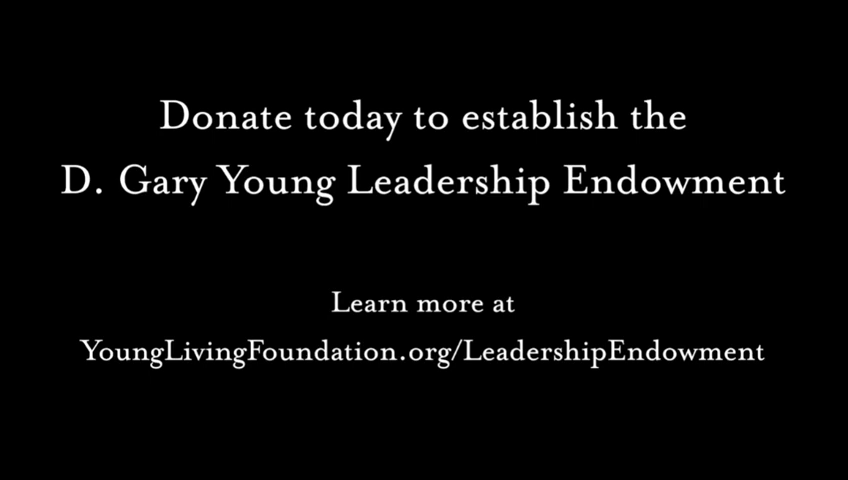 Donate today to establish the
D. Gary Young Leadership Endowment
Learn more at
YoungLivingFoundation.org/LeadershipEndowment